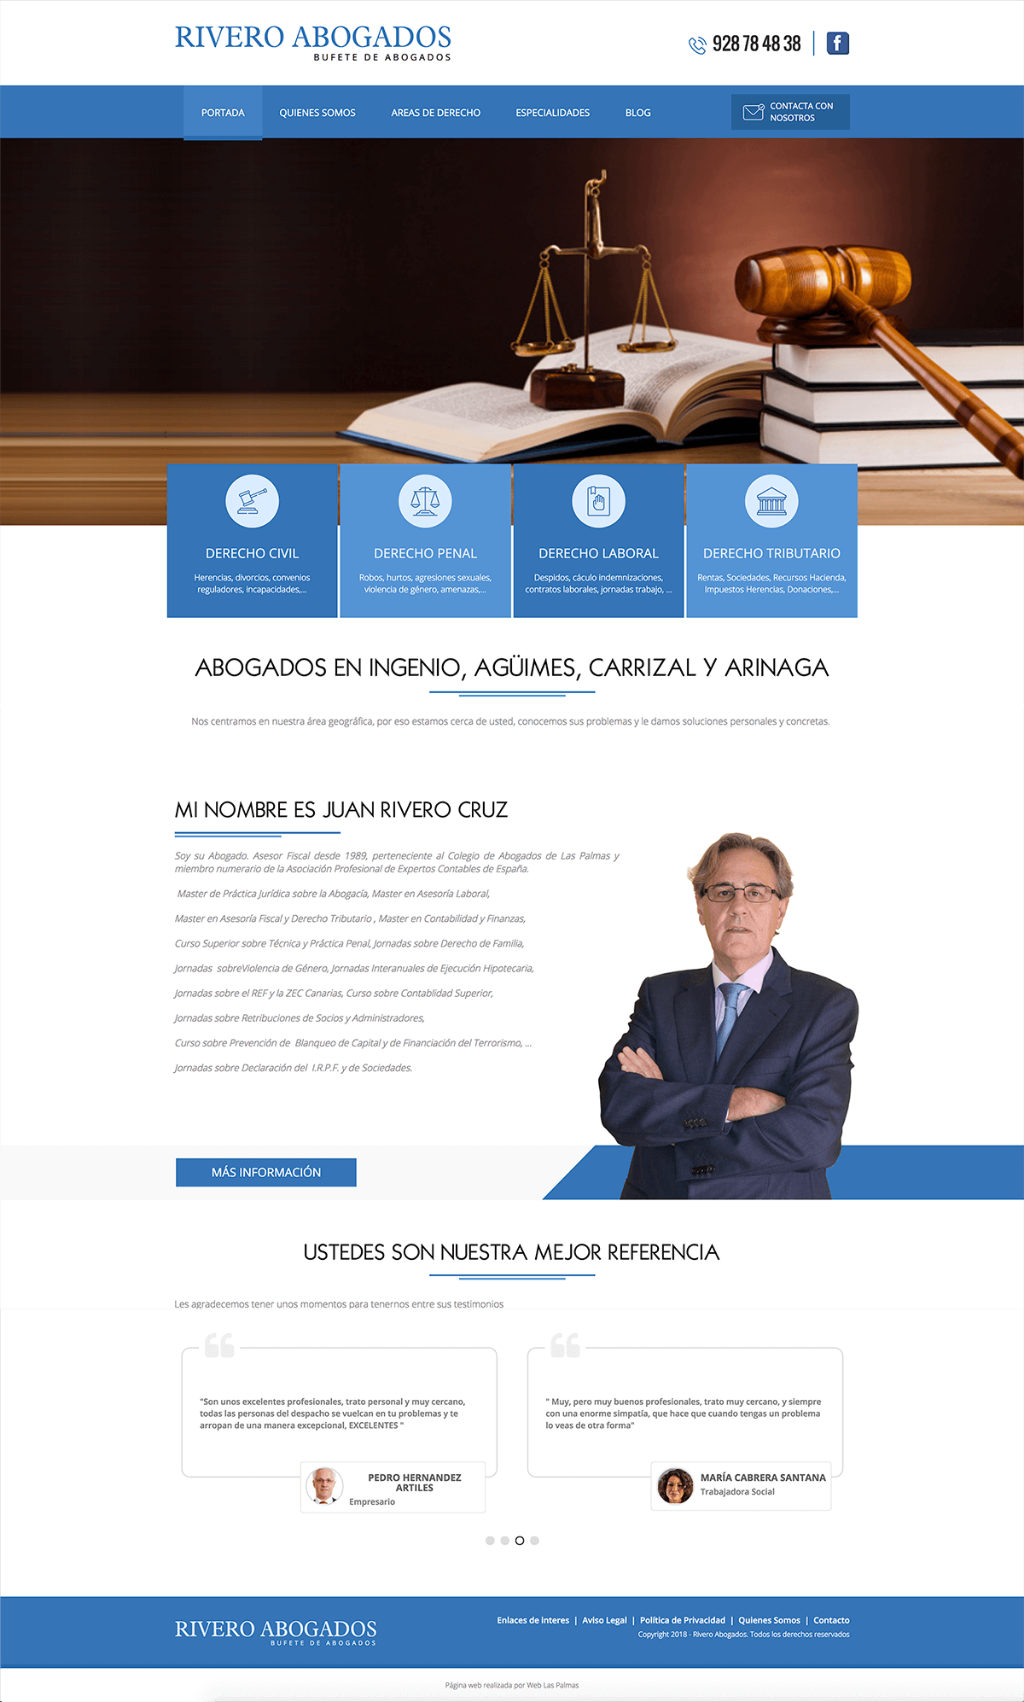 RIVERO ABOGADOS
BUFETE DE ABOGADOS
928 78 48 38
f
PORTADA
QUIENES SOMOS
AREAS DE DERECHO
ESPECIALIDADES
BLOG
CONTACTA CON
NOSOTROS
DERECHO CIVIL
Herencias, divorcios, convenios
reguladores, incapacidades,...
DERECHO PENAL
Robos, hurtos, agresiones sexuales,
violencia de género, amenazas,...
DERECHO LABORAL
Despidos, cáculo indemnizaciones,
contratos laborales, jornadas trabajo, ...
DERECHO TRIBUTARIO
Rentas, Sociedades, Recursos Hacienda,
Impuestos Herencias, Donaciones,...
ABOGADOS EN INGENIO, AGÜIMES, CARRIZAL Y ARINAGA
Nos centramos en nuestra área geográfica, por eso estamos cerca de usted, conocemos sus problemas y le damos soluciones personales y concretas.
MI NOMBRE ES JUAN RIVERO CRUZ
Soy su Abogado. Asesor Fiscal desde 1989, perteneciente al Colegio de Abogados de Las Palmas y
miembro numerario de la Asociación Profesional de Expertos Contables de España.
Master de Práctica Jurídica sobre la Abogacía, Master en Asesoría Laboral,
Master en Asesoría Fiscal y Derecho Tributario , Master en Contabilidad y Finanzas,
Curso Superior sobre Técnica y Práctica Penal, Jornadas sobre Derecho de Familia,
Jornadas sobreViolencia de Género, Jornadas Interanuales de Ejecución Hipotecaria,
Jornadas sobre el REF y la ZEC Canarias, Curso sobre Contablidad Superior,
Jornadas sobre Retribuciones de Socios y Administradores,
Curso sobre Prevención de Blanqueo de Capital y de Financiación del Terrorismo, ...
Jornadas sobre Declaración del I.R.P.F. y de Sociedades.
MÁS INFORMACIÓN
USTEDES SON NUESTRA MEJOR REFERENCIA
Les agradecemos tener unos momentos para tenernos entre sus testimonios
"Son unos excelentes profesionales, trato personal y muy cercano,
todas las personas del despacho se vuelcan en tu problemas y te
arropan de una manera excepcional, EXCELENTES "
PEDRO HERNANDEZ
ARTILES
Empresario
" Muy, pero muy buenos profesionales, trato muy cercano, y siempre
con una enorme simpatía, que hace que cuando tengas un problema
lo veas de otra forma"
MARÍA CABRERA SANTANA
Trabajadora Social
RIVERO ABOGADOS
BUFETE DE ABOGADOS
Enlaces de interes | Aviso Legal | Política de Privacidad | Quienes Somos | Contacto
Copyright 2018 - Rivero Abogados. Todos los derechos reservados
Página web realizada por Web Las Palmas